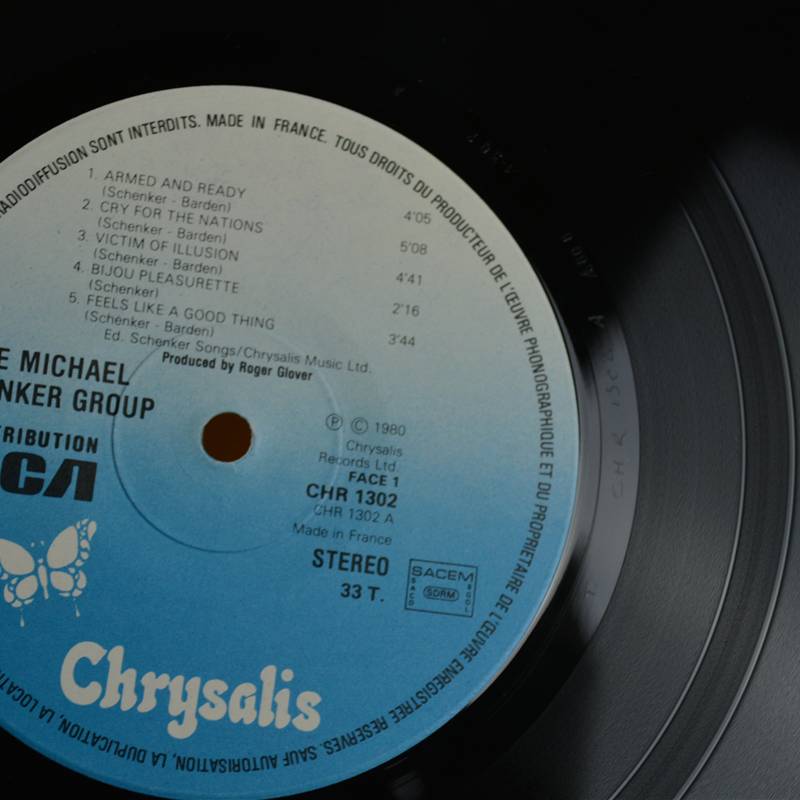 RADIODIFFUSION SONT INTERDITS. MADE IN FRANCE. TOUS DROITS DU PRODUCTEUR DE L'ŒUVRE PHONOGRAPHIQUE ET DU PROPRIETAIRE DE L'ŒUVRE ENREGISTREE RESERVES. SAUF AUTORISATION, LA DUPLICATION, LA LOCATI
1. ARMED AND READY 4'05
(Schenker - Barden)
2. CRY FOR THE NATIONS 5'08
(Schenker - Barden)
3. VICTIM OF ILLUSION 4'41
(Schenker - Barden)
4. BIJOU PLEASURETTE 2'16
(Schenker)
5. FEELS LIKE A GOOD THING 3'44
(Schenker - Barden)
Ed. Schenker Songs/Chrysalis Music Ltd.
Produced by Roger Glover
E MICHAEL
NKER GROUP
TRIBUTION
CA
Ⓟ © 1980
Chrysalis
Records Ltd.
FACE 1
CHR 1302
CHR 1302 A
Made in France
STEREO
33 T.
SACEM
SACD
SDRM
SGDL
Chrysalis